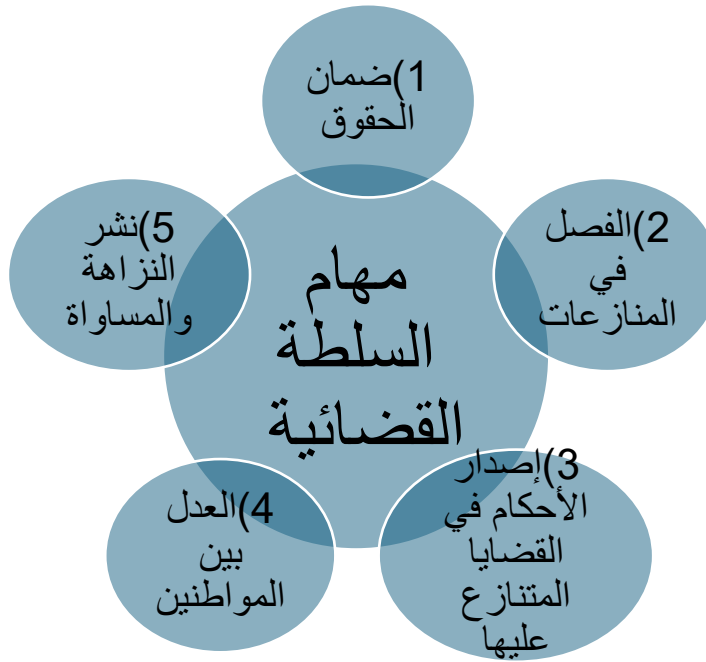 مهام
السلطة
القضائية
1)ضمان
الحقوق
2)الفصل
في
المنازعات
3)إصدار
الأحكام في
القضايا
المتنازع
عليها
4)العدل
بين
المواطنين
5)نشر
النزاهة
والمساواة